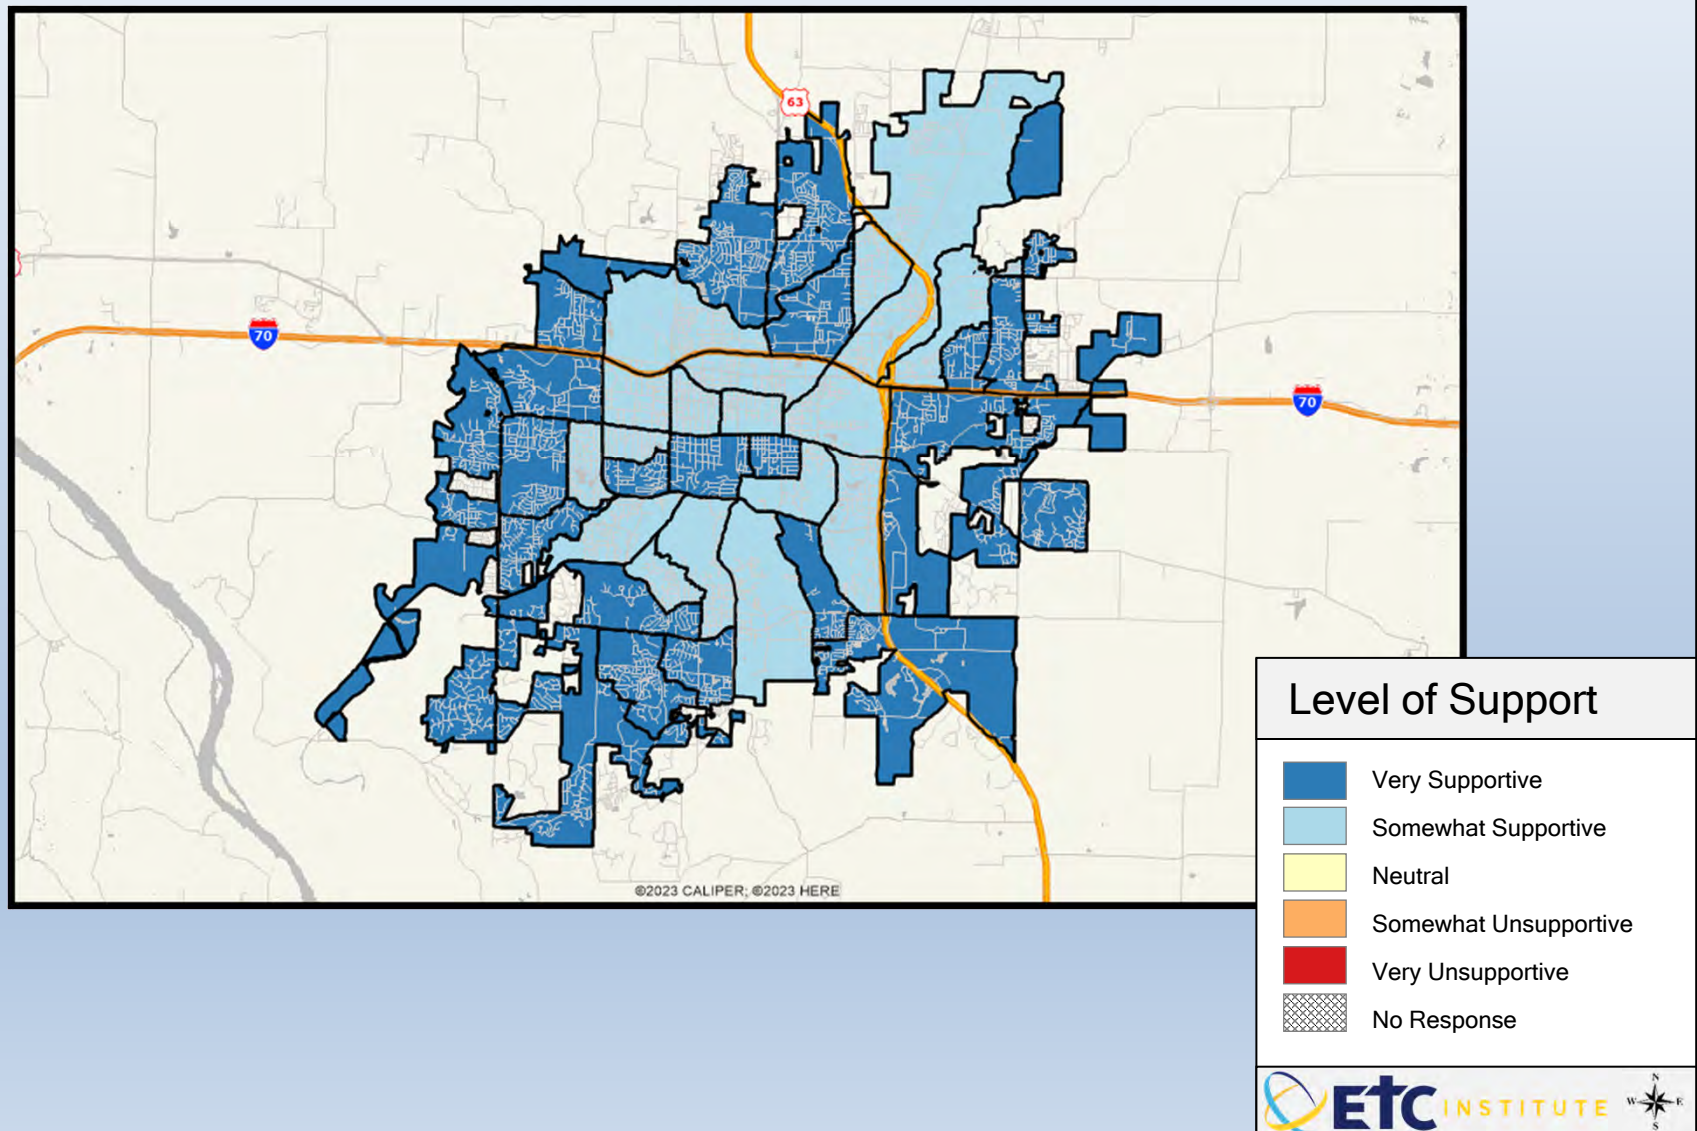 63
70
70
©2023 CALIPER; ©2023 HERE
Level of Support
Very Supportive
Somewhat Supportive
Neutral
Somewhat Unsupportive
Very Unsupportive
No Response
ETC INSTITUTE
N
W E
S